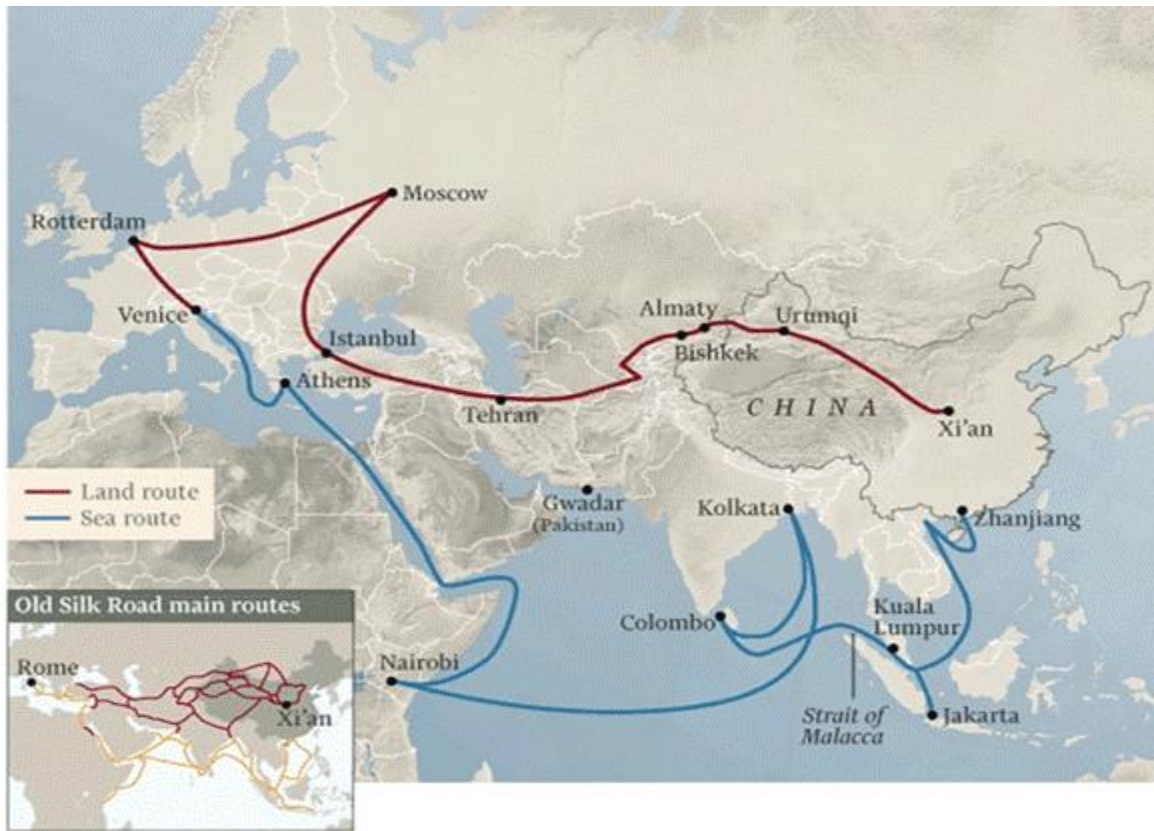 Moscow
Rotterdam
Venice
Istanbul
Athens
Tehran
Almaty
Bishkek
Urumqi
CHINA
Xi'an
Land route
Sea route
Gwadar
(Pakistan)
Kolkata
Zhanjiang
Colombo
Kuala
Lumpur
Nairobi
Strait of
Malacca
Jakarta
Old Silk Road main routes
Rome
Xi'an